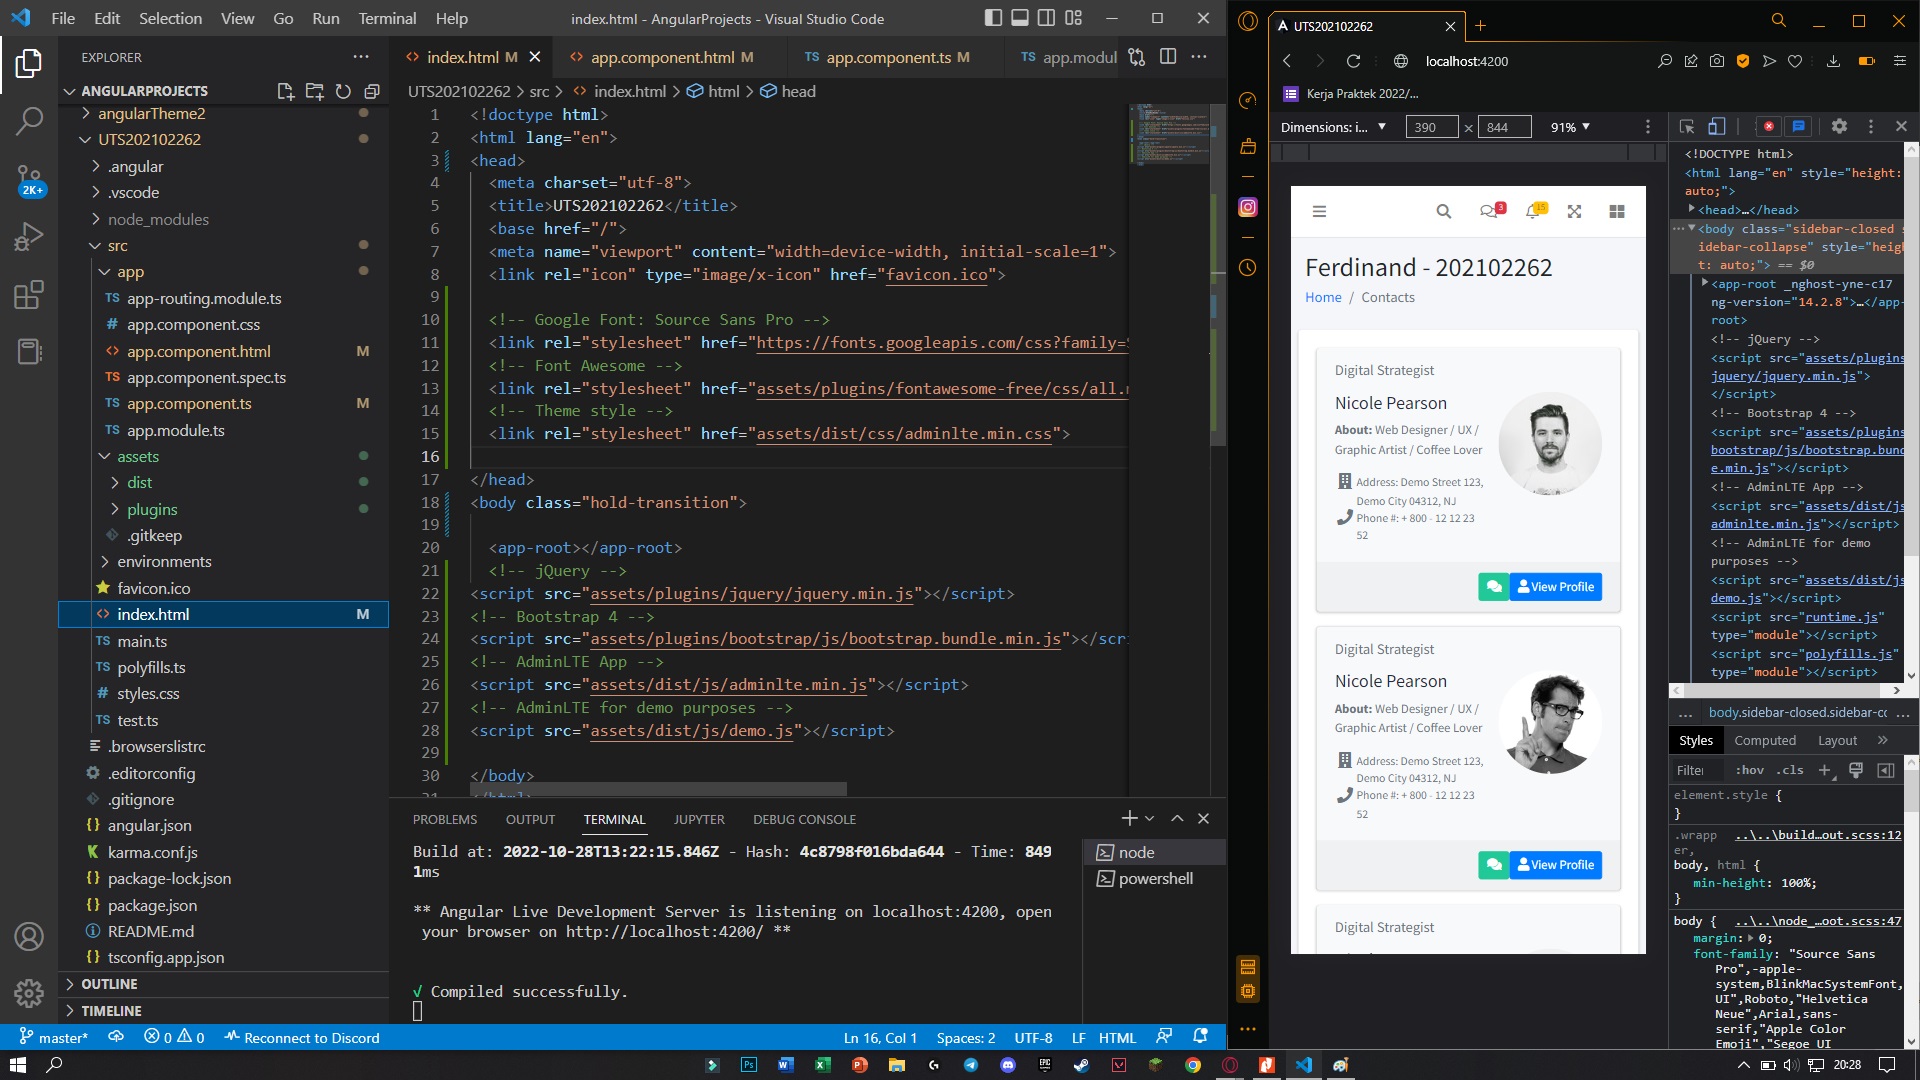 File Edit Selection View Go Run Terminal Help
index.html - AngularProjects - Visual Studio Code
EXPLORER
ANGULARPROJECTS
angularTheme2
UTS202102262
.angular
.vscode
node_modules
src
app
TS app-routing.module.ts
# app.component.css
<> app.component.html M
TS app.component.spec.ts
TS app.component.ts M
TS app.module.ts
assets
dist
plugins
.gitkeep
environments
favicon.ico
<> index.html M
TS main.ts
TS polyfills.ts
# styles.css
TS test.ts
.browserslistrc
.editorconfig
.gitignore
{} angular.json
karma.conf.js
{} package-lock.json
{} package.json
README.md
{} tsconfig.app.json
OUTLINE
TIMELINE
2K+
<> index.html M
<> app.component.html M
TS app.component.ts M
TS app.modul
UTS202102262 > src > <> index.html > html > head
1 <!doctype html>
2 <html lang="en">
3 <head>
4 <meta charset="utf-8">
5 <title>UTS202102262</title>
6 <base href="/">
7 <meta name="viewport" content="width=device-width, initial-scale=1">
8 <link rel="icon" type="image/x-icon" href="favicon.ico">
9
10 <!-- Google Font: Source Sans Pro -->
11 <link rel="stylesheet" href="https://fonts.googleapis.com/css?family=S
12 <!-- Font Awesome -->
13 <link rel="stylesheet" href="assets/plugins/fontawesome-free/css/all.m
14 <!-- Theme style -->
15 <link rel="stylesheet" href="assets/dist/css/adminlte.min.css">
16
17 </head>
18 <body class="hold-transition">
19
20 <app-root></app-root>
21 <!-- jQuery -->
22 <script src="assets/plugins/jquery/jquery.min.js"></script>
23 <!-- Bootstrap 4 -->
24 <script src="assets/plugins/bootstrap/js/bootstrap.bundle.min.js"></scri
25 <!-- AdminLTE App -->
26 <script src="assets/dist/js/adminlte.min.js"></script>
27 <!-- AdminLTE for demo purposes -->
28 <script src="assets/dist/js/demo.js"></script>
29
30 </body>
31 </html>
PROBLEMS OUTPUT TERMINAL JUPYTER DEBUG CONSOLE
Build at: 2022-10-28T13:22:15.846Z - Hash: 4c8798f016bda644 - Time: 849
1ms
** Angular Live Development Server is listening on localhost:4200, open
your browser on http://localhost:4200/ **
√ Compiled successfully.
node
powershell
master* 0 0 Reconnect to Discord
Ln 16, Col 1 Spaces: 2 UTF-8 LF HTML
UTS202102262
localhost:4200
Kerja Praktek 2022/...
Dimensions: i... 390 × 844 91%
3
15
Ferdinand - 202102262
Home / Contacts
Digital Strategist
Nicole Pearson
About: Web Designer / UX /
Graphic Artist / Coffee Lover
Address: Demo Street 123,
Demo City 04312, NJ
Phone #: + 800 - 12 12 23
52
View Profile
Digital Strategist
Nicole Pearson
About: Web Designer / UX /
Graphic Artist / Coffee Lover
Address: Demo Street 123,
Demo City 04312, NJ
Phone #: + 800 - 12 12 23
52
View Profile
Digital Strategist
<!DOCTYPE html>
<html lang="en" style="height:
auto;">
<head>…</head>
<body class="sidebar-closed s
idebar-collapse" style="heigh
t: auto;"> == $0
<app-root _nghost-yne-c17
ng-version="14.2.8">…</app-
root>
<!-- jQuery -->
<script src="assets/plugins
jquery/jquery.min.js">
</script>
<!-- Bootstrap 4 -->
<script src="assets/plugins
bootstrap/js/bootstrap.bund
e.min.js"></script>
<!-- AdminLTE App -->
<script src="assets/dist/js
adminlte.min.js"></script>
<!-- AdminLTE for demo
purposes -->
<script src="assets/dist/js
demo.js"></script>
<script src="runtime.js"
type="module"></script>
<script src="polyfills.js"
type="module"></script>
... body.sidebar-closed.sidebar-cc ...
Styles Computed Layout
Filter :hov .cls
element.style {
}
.wrapp ..\..\build…out.scss:12
er,
body, html {
min-height: 100%;
}
body { ..\..\node_…oot.scss:47
margin: 0;
font-family: "Source Sans
Pro",-apple-
system,BlinkMacSystemFont,
UI",Roboto,"Helvetica
Neue",Arial,sans-
serif,"Apple Color
Emoji","Segoe UI
20:28